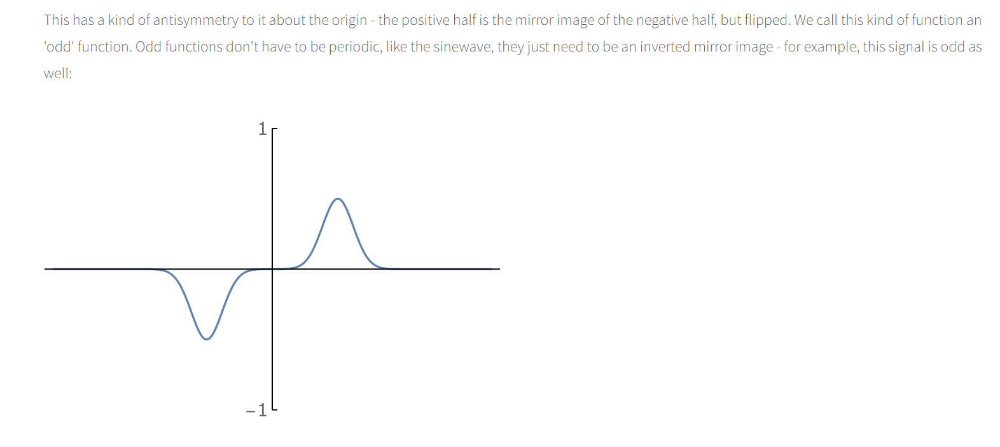 This has a kind of antisymmetry to it about the origin - the positive half is the mirror image of the negative half, but flipped. We call this kind of function an
'odd' function. Odd functions don't have to be periodic, like the sinewave, they just need to be an inverted mirror image - for example, this signal is odd as
well:
1
−1